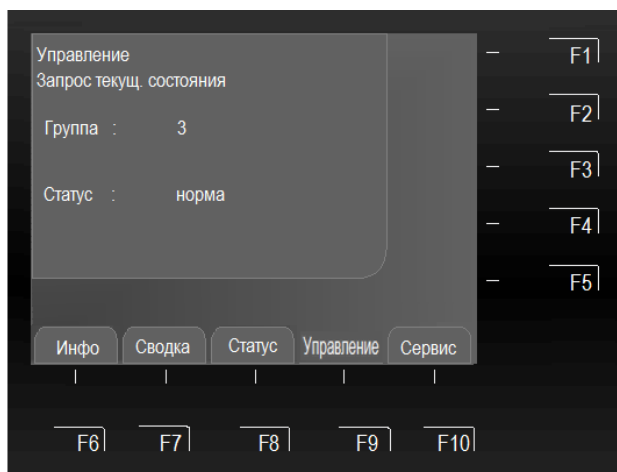 Управление
Запрос текущ. состояния
Группа : 3
Статус : норма
F1
F2
F3
F4
F5
Инфо Сводка Статус Управление Сервис
F6 F7 F8 F9 F10